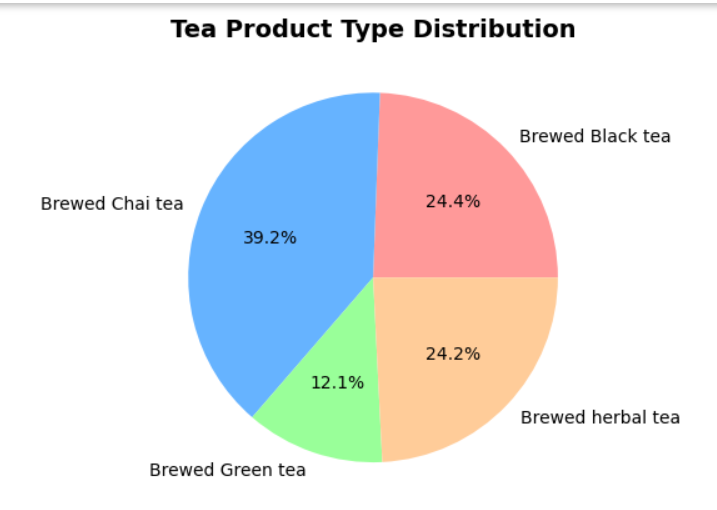 Tea Product Type Distribution
Brewed Black tea
24.4%
Brewed Chai tea
39.2%
12.1%
Brewed Green tea
24.2%
Brewed herbal tea